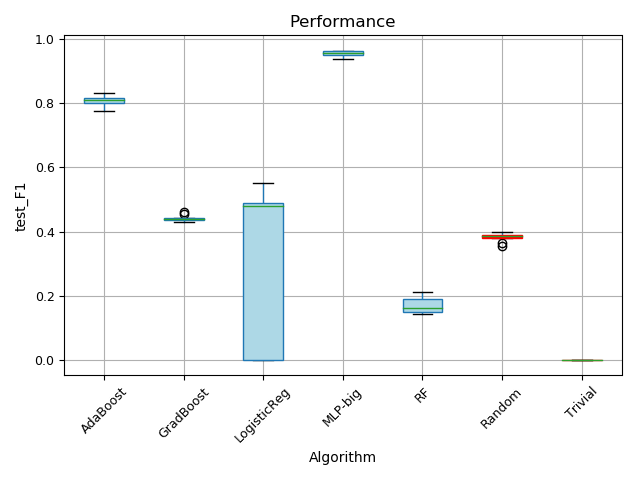 Performance
1.0
0.8
0.6
0.4
0.2
0.0
test_F1
AdaBoost
GradBoost
LogisticReg
MLP-big
RF
Random
Trivial
Algorithm